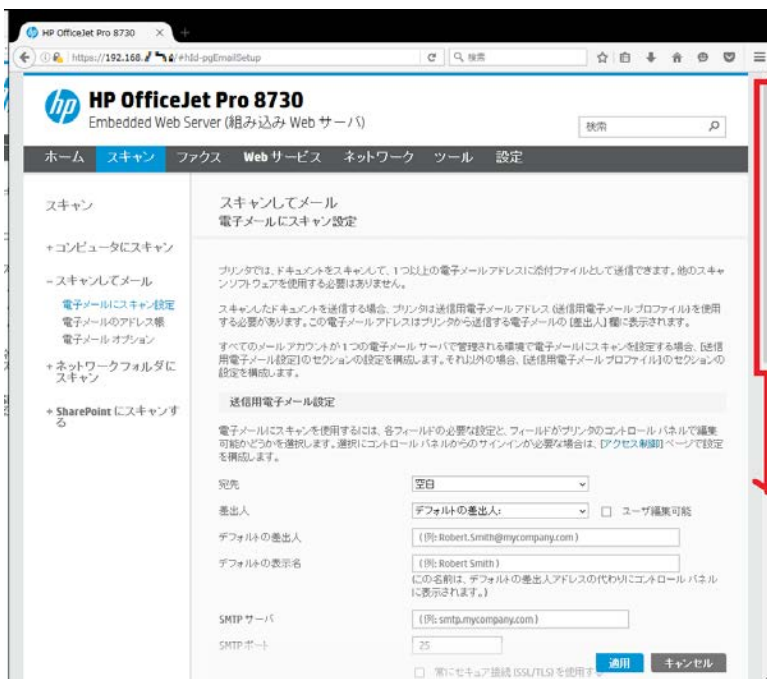 HP OfficeJet Pro 8730
https://192.168.
/#hId-pgEmailSetup
検索
hp
HP OfficeJet Pro 8730
Embedded Web Server (組み込み Web サーバ)
検索
ホーム スキャン ファクス Web サービス ネットワーク ツール 設定
スキャン
+コンピュータにスキャン
-スキャンしてメール
電子メールにスキャン設定
電子メールのアドレス帳
電子メール オプション
+ネットワークフォルダに
スキャン
+ SharePoint にスキャンす
る
スキャンしてメール
電子メールにスキャン設定
プリンタでは、ドキュメントをスキャンして、1つ以上の電子メール アドレスに添付ファイルとして送信できます。他のスキャ
ンソフトウェアを使用する必要はありません。
スキャンしたドキュメントを送信する場合、プリンタは送信用電子メール アドレス (送信用電子メール プロファイル)を使用
する必要があります。この電子メール アドレスはプリンタから送信する電子メールの [差出人] 欄に表示されます。
すべてのメール アカウントが 1 つの電子メール サーバで管理される環境で電子メールにスキャンを設定する場合、[送信
用電子メール設定]のセクションの設定を構成します。それ以外の場合、[送信用電子メール プロファイル]のセクションの
設定を構成します。
送信用電子メール設定
電子メールにスキャンを使用するには、各フィールドの必要な設定と、フィールドがプリンタのコントロール パネルで編集
可能かどうかを選択します。選択にコントロール パネルからのサインインが必要な場合は、[アクセス制御] ページで設定
を構成します。
宛先 空白
差出人 デフォルトの差出人: ユーザ編集可能
デフォルトの差出人 (例: Robert.Smith@mycompany.com)
デフォルトの表示名 (例: Robert Smith)
(この名前は、デフォルトの差出人アドレスの代わりにコントロール パネル
に表示されます。)
SMTP サーバ (例: smtp.mycompany.com)
SMTP ポート 25
常にセキュア接続 (SSL/TLS) を使用す
適用 キャンセル